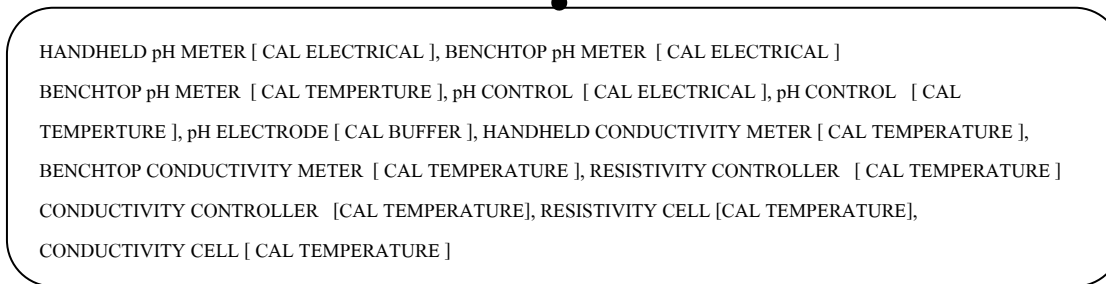 HANDHELD pH METER [ CAL ELECTRICAL ], BENCHTOP pH METER [ CAL ELECTRICAL ]
BENCHTOP pH METER [ CAL TEMPERTURE ], pH CONTROL [ CAL ELECTRICAL ], pH CONTROL [ CAL
TEMPERTURE ], pH ELECTRODE [ CAL BUFFER ], HANDHELD CONDUCTIVITY METER [ CAL TEMPERATURE ],
BENCHTOP CONDUCTIVITY METER [ CAL TEMPERATURE ], RESISTIVITY CONTROLLER [ CAL TEMPERATURE ]
CONDUCTIVITY CONTROLLER [CAL TEMPERATURE], RESISTIVITY CELL [CAL TEMPERATURE],
CONDUCTIVITY CELL [ CAL TEMPERATURE ]